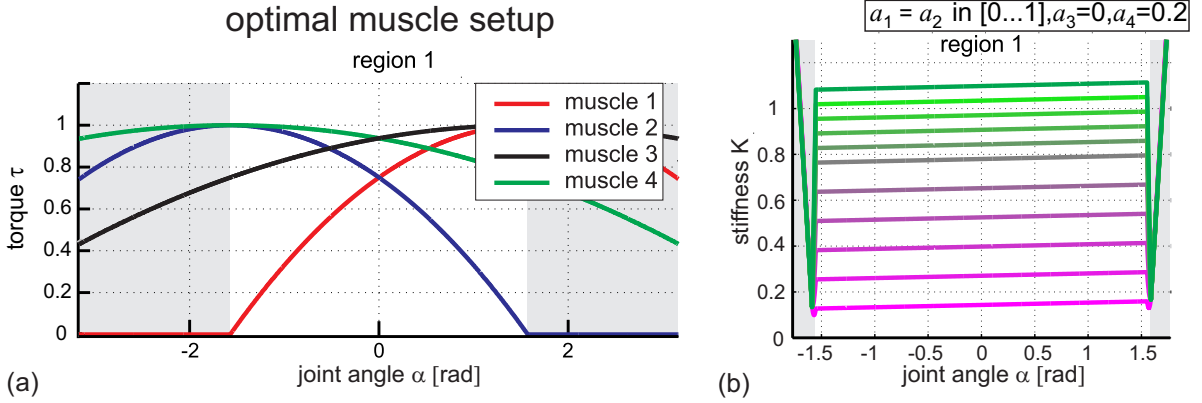 optimal muscle setup
region 1
muscle 1
muscle 2
muscle 3
muscle 4
torque τ
1
0.8
0.6
0.4
0.2
0
-2
0
2
joint angle α [rad]
(a)
a₁ = a₂ in [0...1],a₃=0,a₄=0.2
region 1
stiffness K
1
0.8
0.6
0.4
0.2
-1.5
-1
-0.5
0
0.5
1
1.5
joint angle α [rad]
(b)